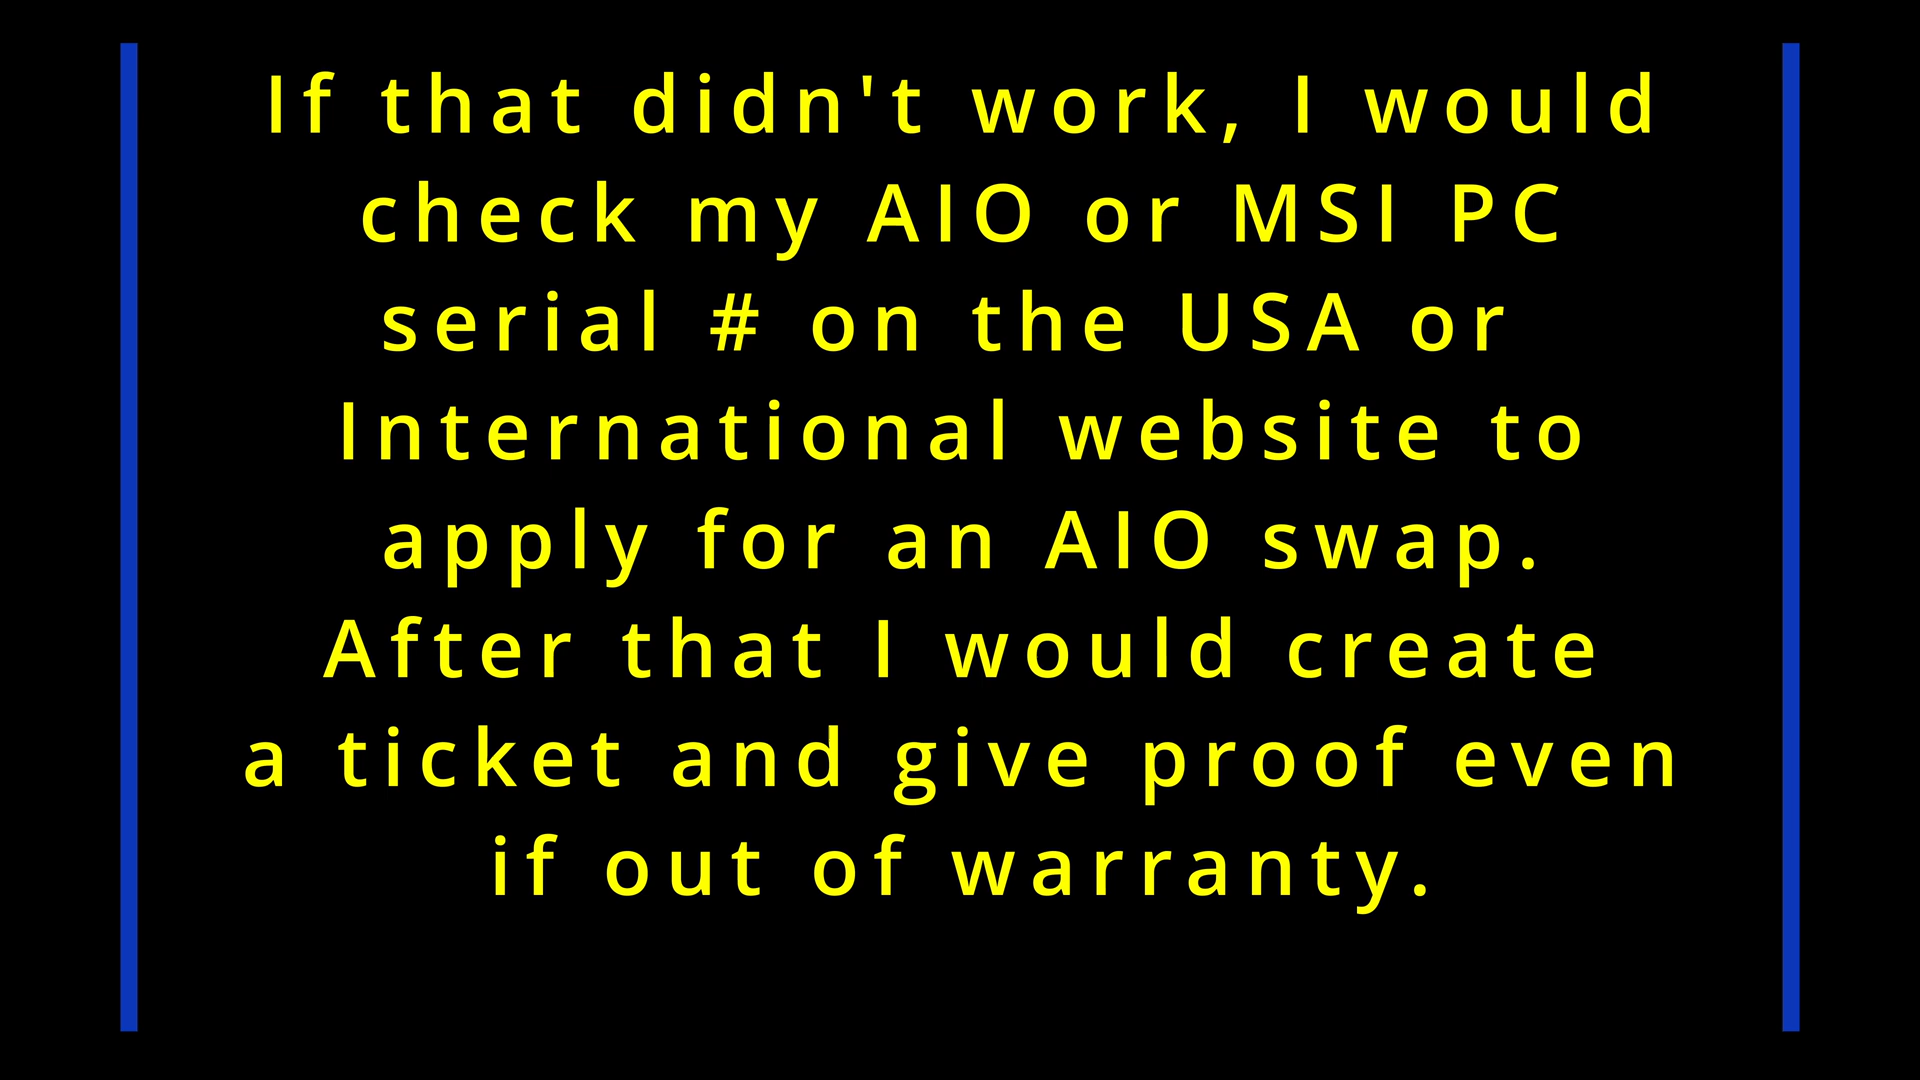 If that didn't work, I would
check my AIO or MSI PC
serial # on the USA or
International website to
apply for an AIO swap.
After that I would create
a ticket and give proof even
if out of warranty.